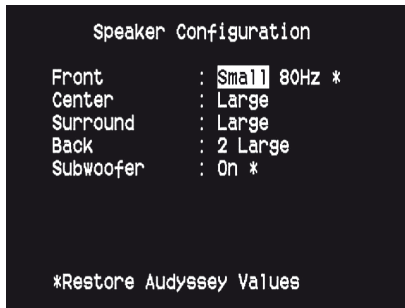 Speaker Configuration
Front : Small 80Hz *
Center : Large
Surround : Large
Back : 2 Large
Subwoofer : On *
*Restore Audyssey Values